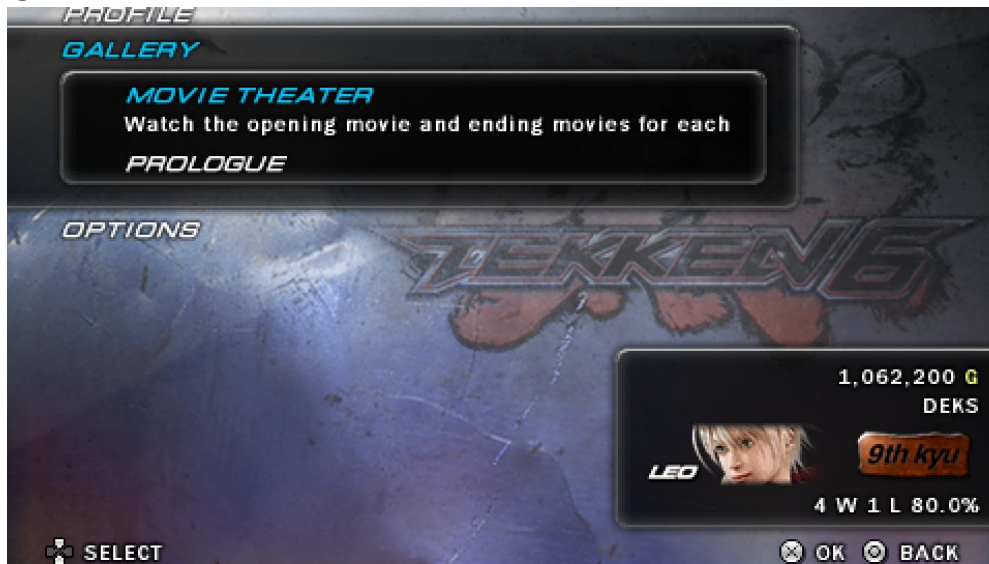 PROFILE
GALLERY
MOVIE THEATER
Watch the opening movie and ending movies for each
PROLOGUE
OPTIONS
TEKKEN 6
1,062,200 G
DEKS
LEO
9th kyu
4 W 1 L 80.0%
SELECT
OK BACK